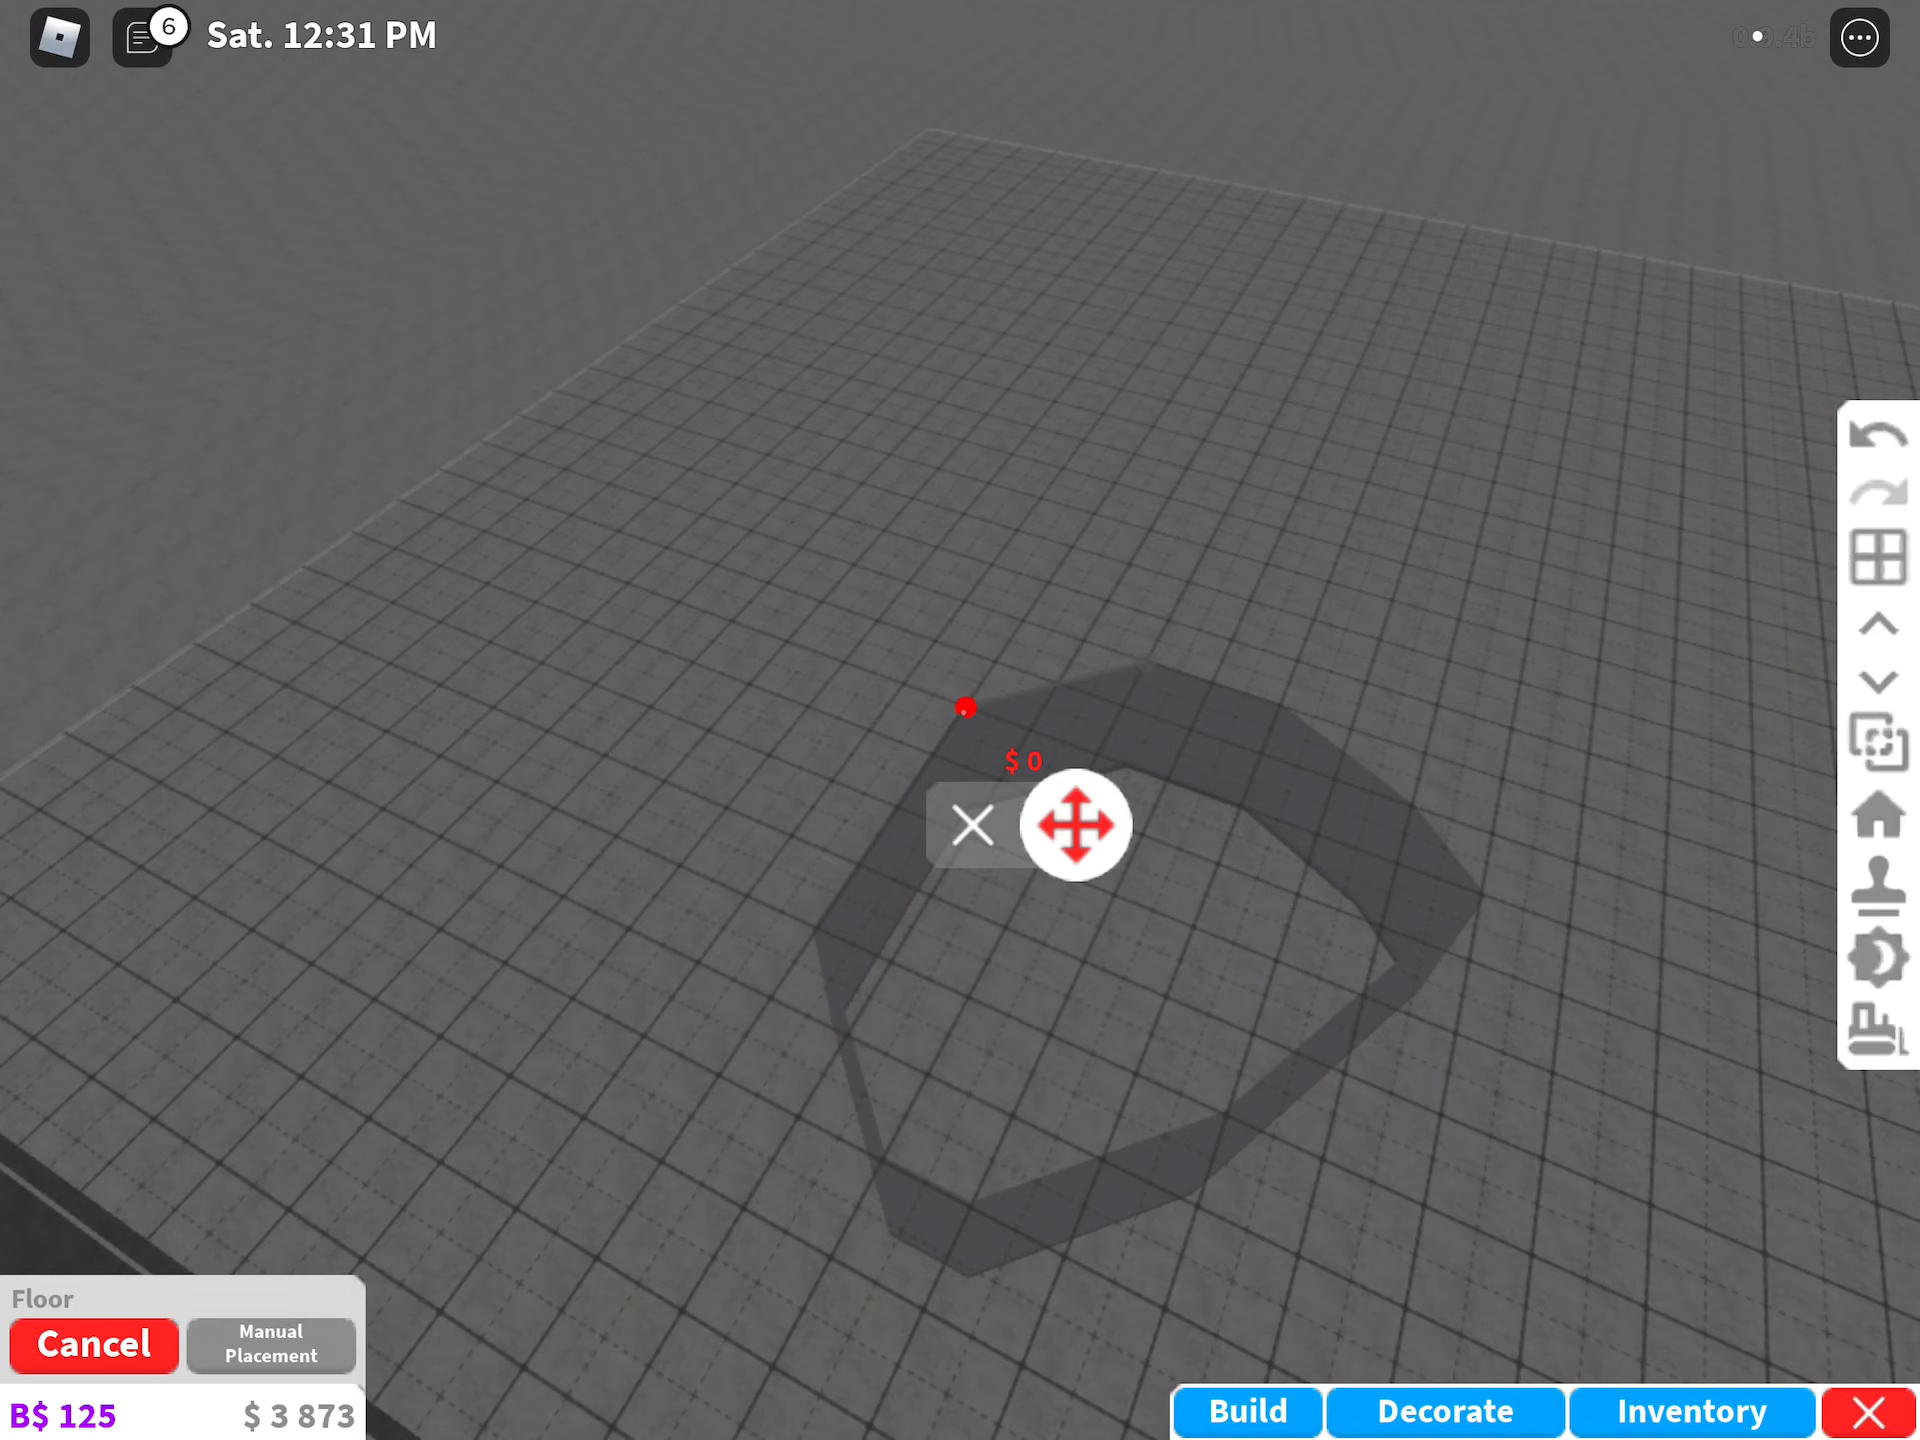 6
Sat. 12:31 PM
$ 0
Floor
Cancel
Manual
Placement
B$ 125
$ 3 873
Build
Decorate
Inventory